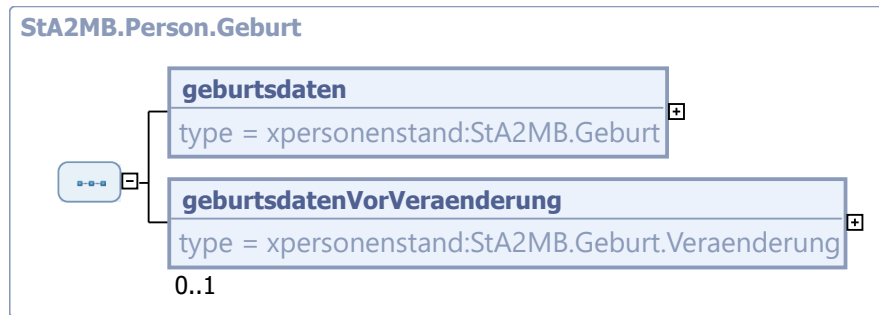 StA2MB.Person.Geburt
geburtsdaten
type = xpersonenstand:StA2MB.Geburt
geburtsdatenVorVeraenderung
type = xpersonenstand:StA2MB.Geburt.Veraenderung
0..1